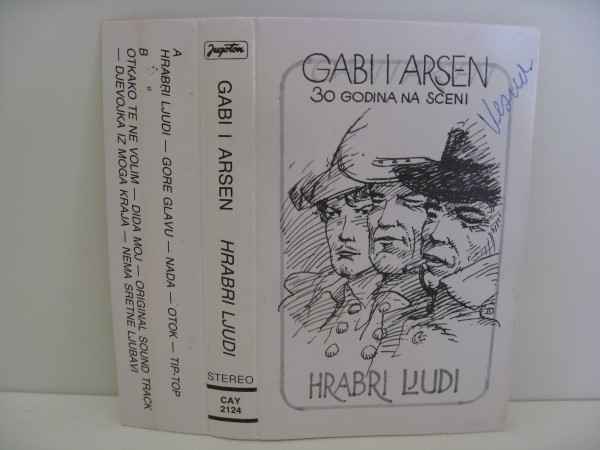 A
HRABRI LJUDI — GORE GLAVU — NADA — OTOK — TIP-TOP
B
OTKAKO TE NE VOLIM — DIDA MOJ — ORIGINAL SOUND TRACK
— DJEVOJKA IZ MOGA KRAJA — NEMA SRETNE LJUBAVI
Jugoton
GABI I ARSEN HRABRI LJUDI
STEREO
CAY
2124
GABI I ARSEN
30 GODINA NA SCENI
Vesna
HRABRI LJUDI